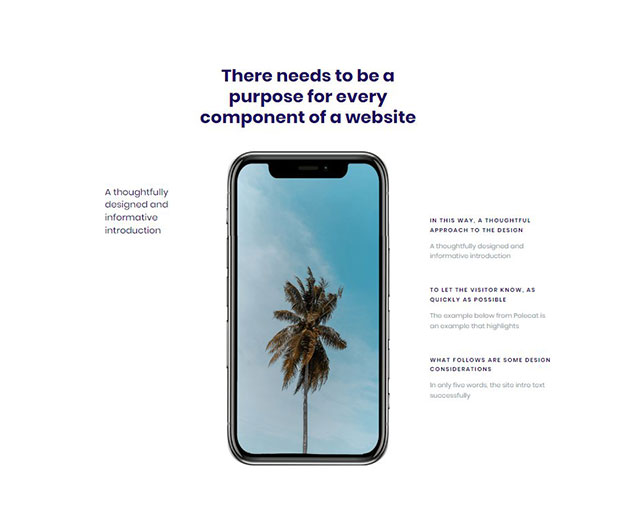 There needs to be a
purpose for every
component of a website
A thoughtfully
designed and
informative
introduction
IN THIS WAY, A THOUGHTFUL
APPROACH TO THE DESIGN
A thoughtfully designed and
informative introduction
TO LET THE VISITOR KNOW, AS
QUICKLY AS POSSIBLE
The example below from Polecat is
an example that highlights
WHAT FOLLOWS ARE SOME DESIGN
CONSIDERATIONS
In only five words, the site intro text
successfully